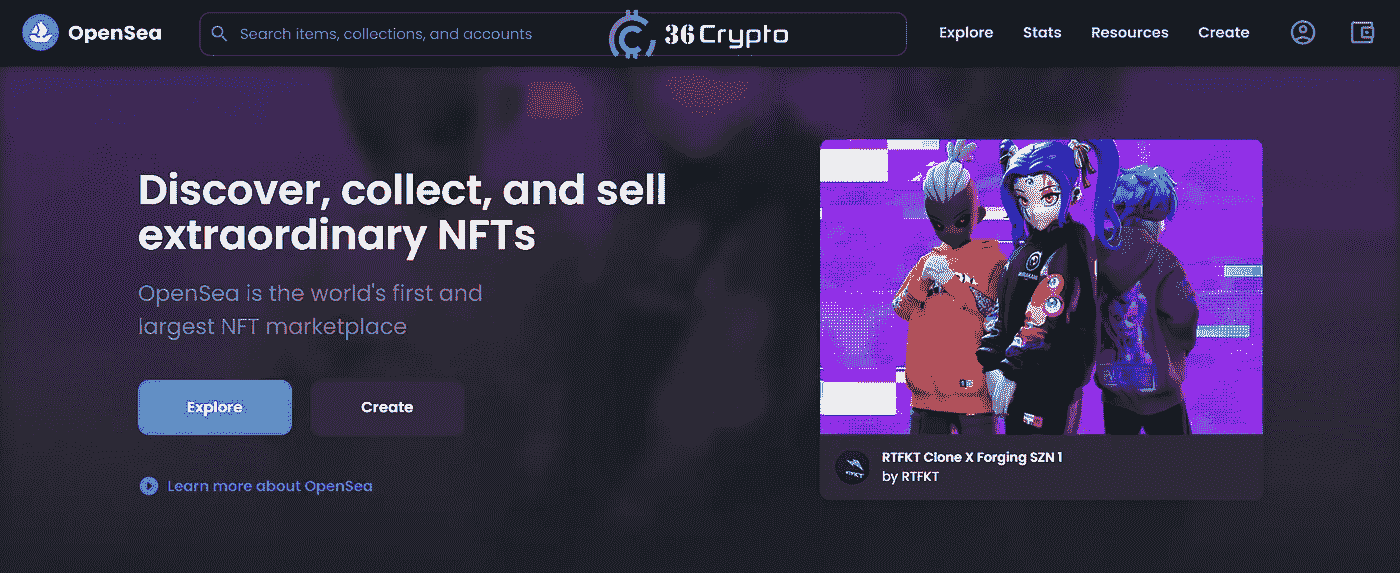 OpenSea
Search items, collections, and accounts
36 Crypto
Explore
Stats
Resources
Create
Discover, collect, and sell
extraordinary NFTs
OpenSea is the world's first and
largest NFT marketplace
Explore
Create
Learn more about OpenSea
RTFKT
RTFKT Clone X Forging SZN 1
by RTFKT